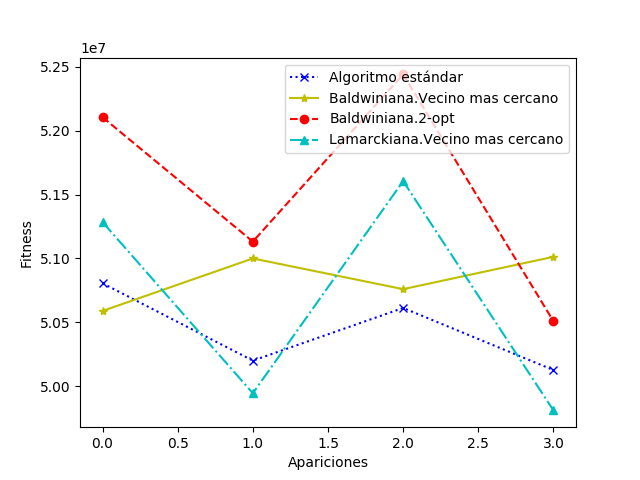 1e7
5.25
5.20
5.15
5.10
5.05
5.00
Fitness
Algoritmo estándar
Baldwiniana.Vecino mas cercano
Baldwiniana.2-opt
Lamarckiana.Vecino mas cercano
0.0 0.5 1.0 1.5 2.0 2.5 3.0
Apariciones